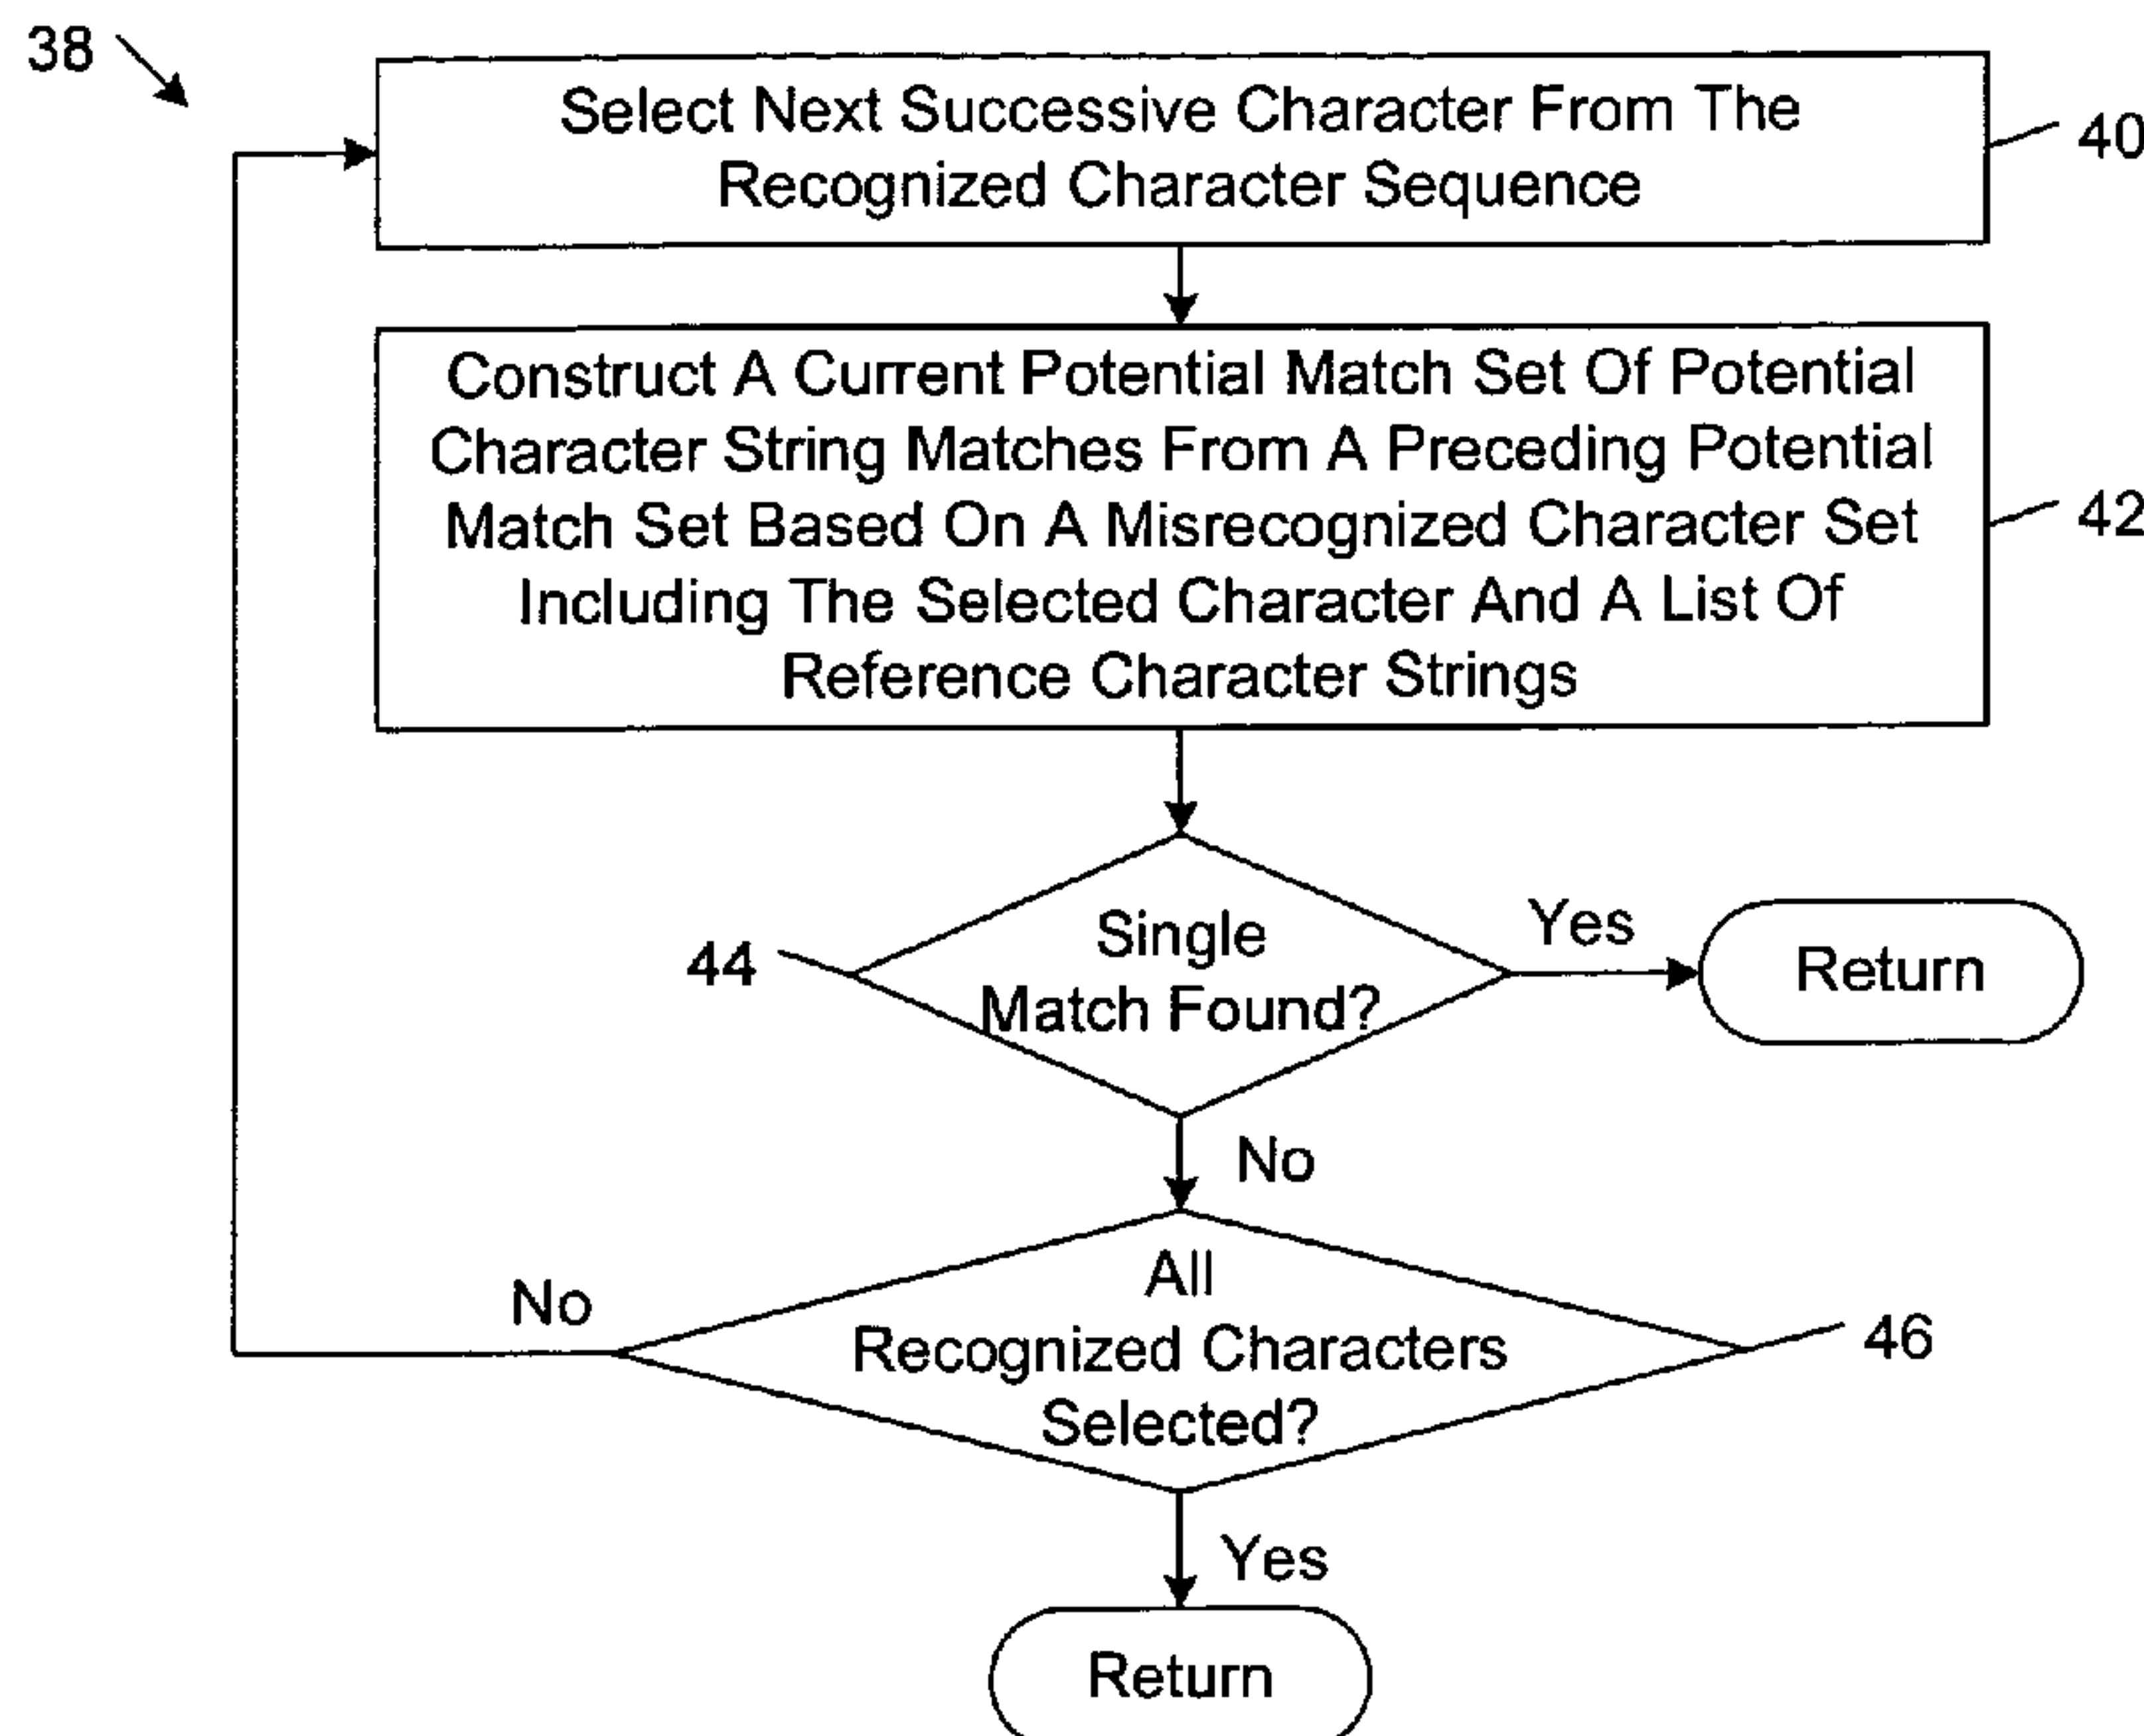 38
Select Next Successive Character From The
Recognized Character Sequence
40
Construct A Current Potential Match Set Of Potential
Character String Matches From A Preceding Potential
Match Set Based On A Misrecognized Character Set
Including The Selected Character And A List Of
Reference Character Strings
42
44
Single
Match Found?
Yes
Return
No
All
Recognized Characters
Selected?
46
No
Yes
Return